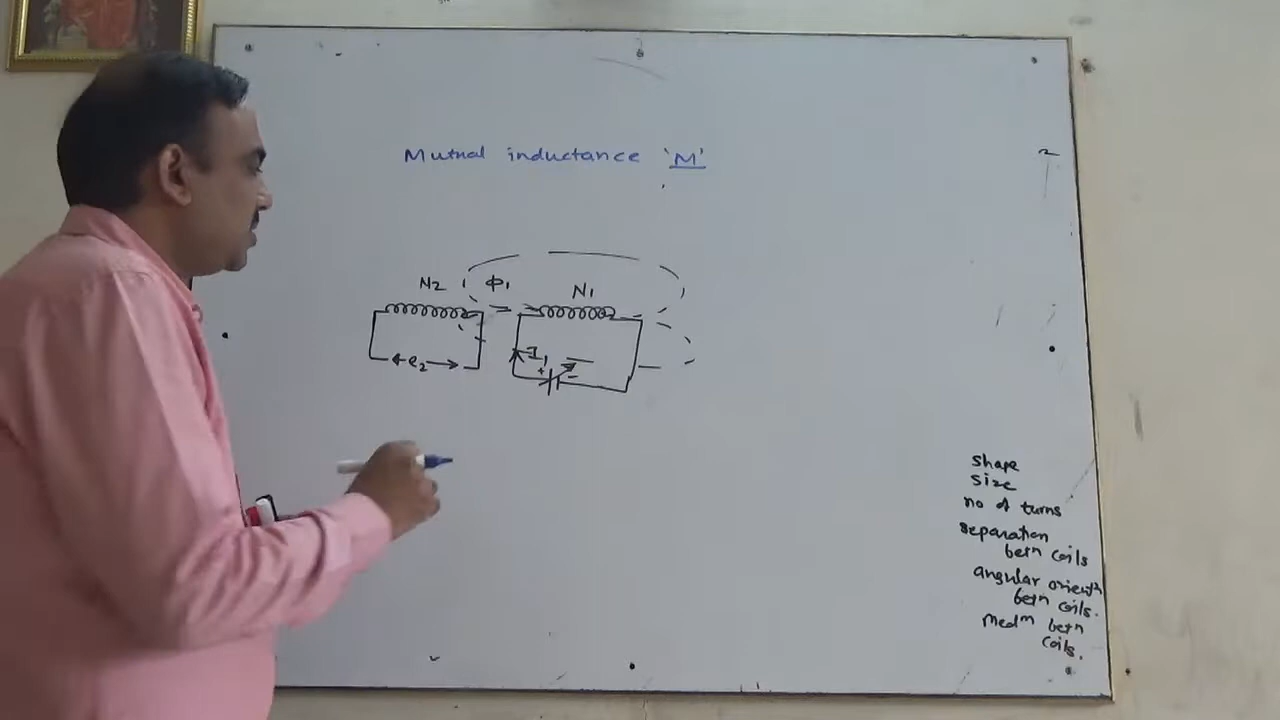 Mutual inductance 'M'
N2 Φ1 N1
e2 I1
+ -
shape
size
no of turns
separation
betn coils
angular orientn
betn coils.
medm betn
coils.